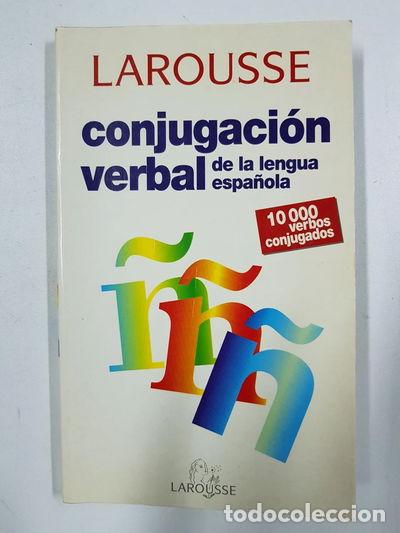 LAROUSSE
conjugación
verbal de la lengua
española
10 000
verbos
conjugados
ñ ñ ñ
LAROUSSE
todocoleccion